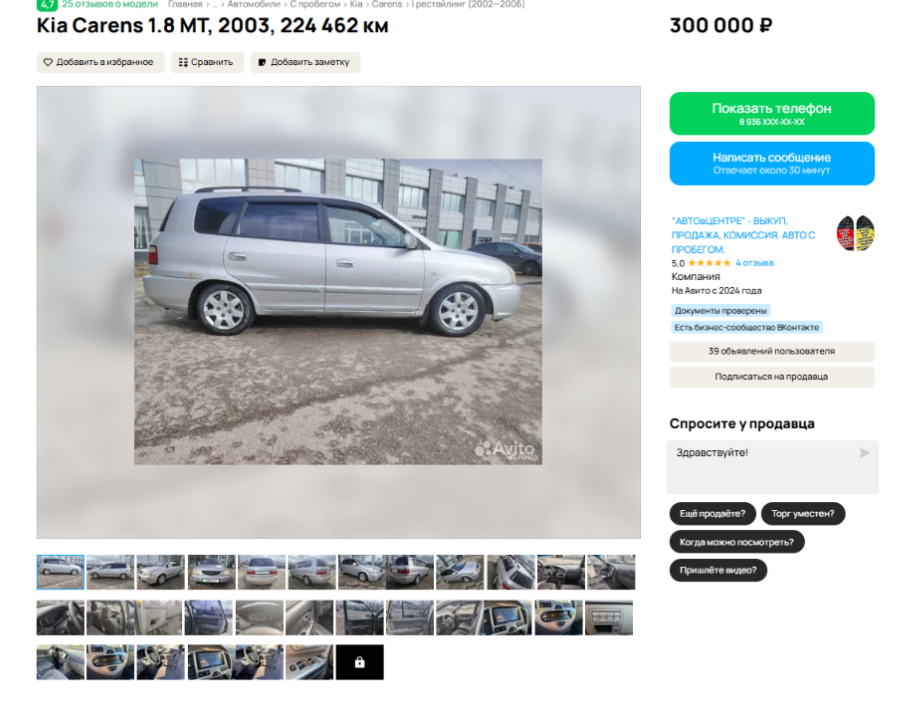 4,7 25 отзывов о модели Главная › ... › Автомобили › С пробегом › Kia › Carens › I рестайлинг (2002—2006)
Kia Carens 1.8 MT, 2003, 224 462 км
300 000 ₽
Добавить в избранное
Сравнить
Добавить заметку
Показать телефон
8 936 XXX-XX-XX
Написать сообщение
Отвечает около 30 минут
"АВТОвЦЕНТРЕ" - ВЫКУП,
ПРОДАЖА, КОМИССИЯ. АВТО С
ПРОБЕГОМ.
5,0 ★★★★★ 4 отзыва
Компания
На Авито с 2024 года
Документы проверены
Есть бизнес-сообщество ВКонтакте
39 объявлений пользователя
Подписаться на продавца
Avito
Спросите у продавца
Здравствуйте!
Ещё продаёте?
Торг уместен?
Когда можно посмотреть?
Пришлёте видео?